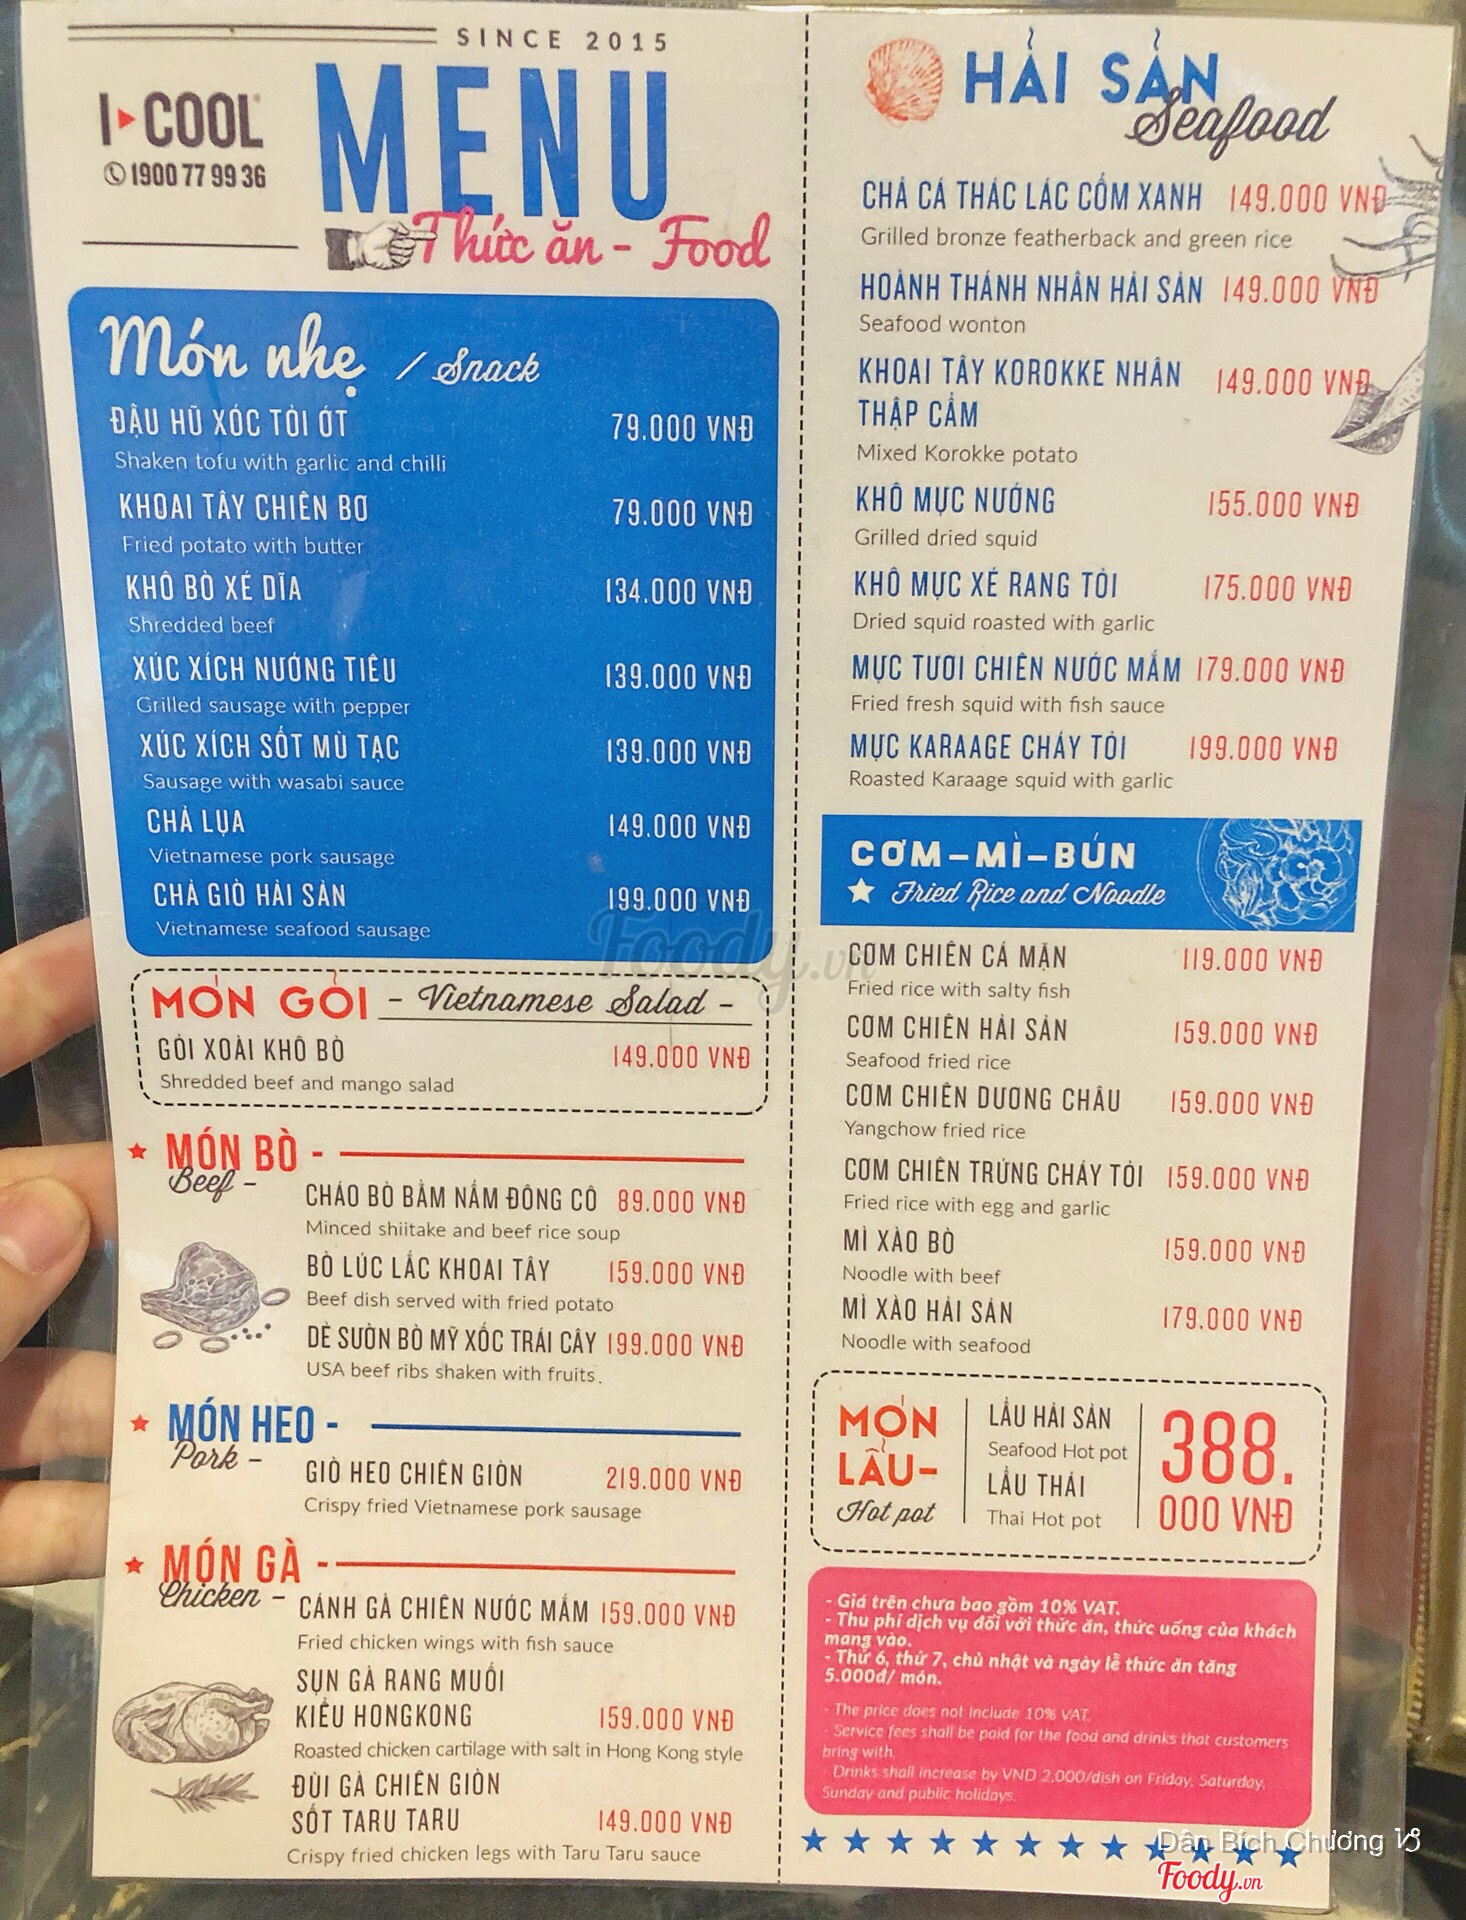 SINCE 2015
I COOL
1900 77 99 36
MENU
Thức ăn - Food
Món nhẹ / Snack
ĐẬU HŨ XÓC TỎI ỚT 79.000 VNĐ
Shaken tofu with garlic and chilli
KHOAI TÂY CHIÊN BƠ 79.000 VNĐ
Fried potato with butter
KHÔ BÒ XÉ DĨA 134.000 VNĐ
Shredded beef
XÚC XÍCH NƯỚNG TIÊU 139.000 VNĐ
Grilled sausage with pepper
XÚC XÍCH SỐT MÙ TẠC 139.000 VNĐ
Sausage with wasabi sauce
CHẢ LỤA 149.000 VNĐ
Vietnamese pork sausage
CHẢ GIÒ HẢI SẢN 199.000 VNĐ
Vietnamese seafood sausage
MÓN GỎI - Vietnamese Salad -
GỎI XOÀI KHÔ BÒ 149.000 VNĐ
Shredded beef and mango salad
MÓN BÒ -
Beef -
CHÁO BÒ BẰM NẤM ĐÔNG CÔ 89.000 VNĐ
Minced shiitake and beef rice soup
BÒ LÚC LẮC KHOAI TÂY 159.000 VNĐ
Beef dish served with fried potato
DẺ SƯỜN BÒ MỸ XỐC TRÁI CÂY 199.000 VNĐ
USA beef ribs shaken with fruits.
MÓN HEO -
Pork -
GIÒ HEO CHIÊN GIÒN 219.000 VNĐ
Crispy fried Vietnamese pork sausage
MÓN GÀ -
Chicken -
CÁNH GÀ CHIÊN NƯỚC MẮM 159.000 VNĐ
Fried chicken wings with fish sauce
SỤN GÀ RANG MUỐI
KIỂU HONGKONG 159.000 VNĐ
Roasted chicken cartilage with salt in Hong Kong style
ĐÙI GÀ CHIÊN GIÒN
SỐT TARU TARU 149.000 VNĐ
Crispy fried chicken legs with Taru Taru sauce
HẢI SẢN
Seafood
CHẢ CÁ THÁC LÁC CỐM XANH 149.000 VNĐ
Grilled bronze featherback and green rice
HOÀNH THÁNH NHÂN HẢI SẢN 149.000 VNĐ
Seafood wonton
KHOAI TÂY KOROKKE NHÂN 149.000 VNĐ
THẬP CẨM
Mixed Korokke potato
KHÔ MỰC NƯỚNG 155.000 VNĐ
Grilled dried squid
KHÔ MỰC XÉ RANG TỎI 175.000 VNĐ
Dried squid roasted with garlic
MỰC TƯƠI CHIÊN NƯỚC MẮM 179.000 VNĐ
Fried fresh squid with fish sauce
MỰC KARAAGE CHÁY TỎI 199.000 VNĐ
Roasted Karaage squid with garlic
CƠM-MÌ-BÚN
Fried Rice and Noodle
CƠM CHIÊN CÁ MẶN 119.000 VNĐ
Fried rice with salty fish
CƠM CHIÊN HẢI SẢN 159.000 VNĐ
Seafood fried rice
CƠM CHIÊN DƯƠNG CHÂU 159.000 VNĐ
Yangchow fried rice
CƠM CHIÊN TRỨNG CHÁY TỎI 159.000 VNĐ
Fried rice with egg and garlic
MÌ XÀO BÒ 159.000 VNĐ
Noodle with beef
MÌ XÀO HẢI SẢN 179.000 VNĐ
Noodle with seafood
MÓN
LẨU-
Hot pot
LẨU HẢI SẢN
Seafood Hot pot
LẨU THÁI
Thai Hot pot
388.
000 VNĐ
- Giá trên chưa bao gồm 10% VAT.
- Thu phí dịch vụ đối với thức ăn, thức uống của khách
mang vào.
- Thứ 6, thứ 7, chủ nhật và ngày lễ thức ăn tăng
5.000đ/ món.
- The price does not include 10% VAT.
- Service fees shall be paid for the food and drinks that customers
bring with.
- Drinks shall increase by VND 2,000/dish on Friday, Saturday,
Sunday and public holidays.
Foody.vn
Dân Bích Chương
Foody.vn